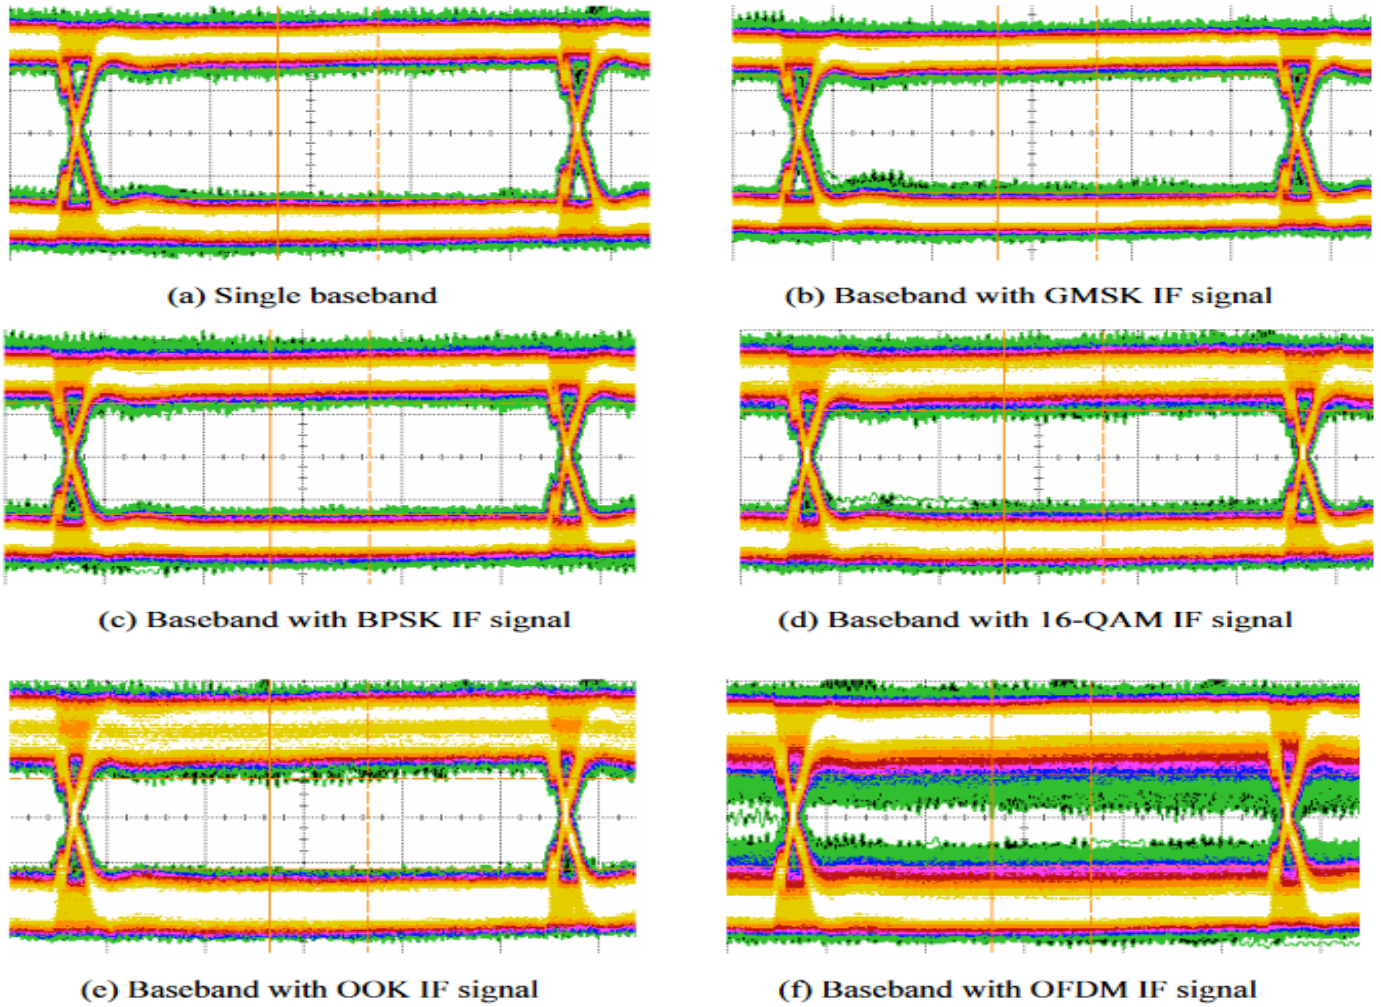 (a) Single baseband
(b) Baseband with GMSK IF signal
(c) Baseband with BPSK IF signal
(d) Baseband with 16-QAM IF signal
(e) Baseband with OOK IF signal
(f) Baseband with OFDM IF signal